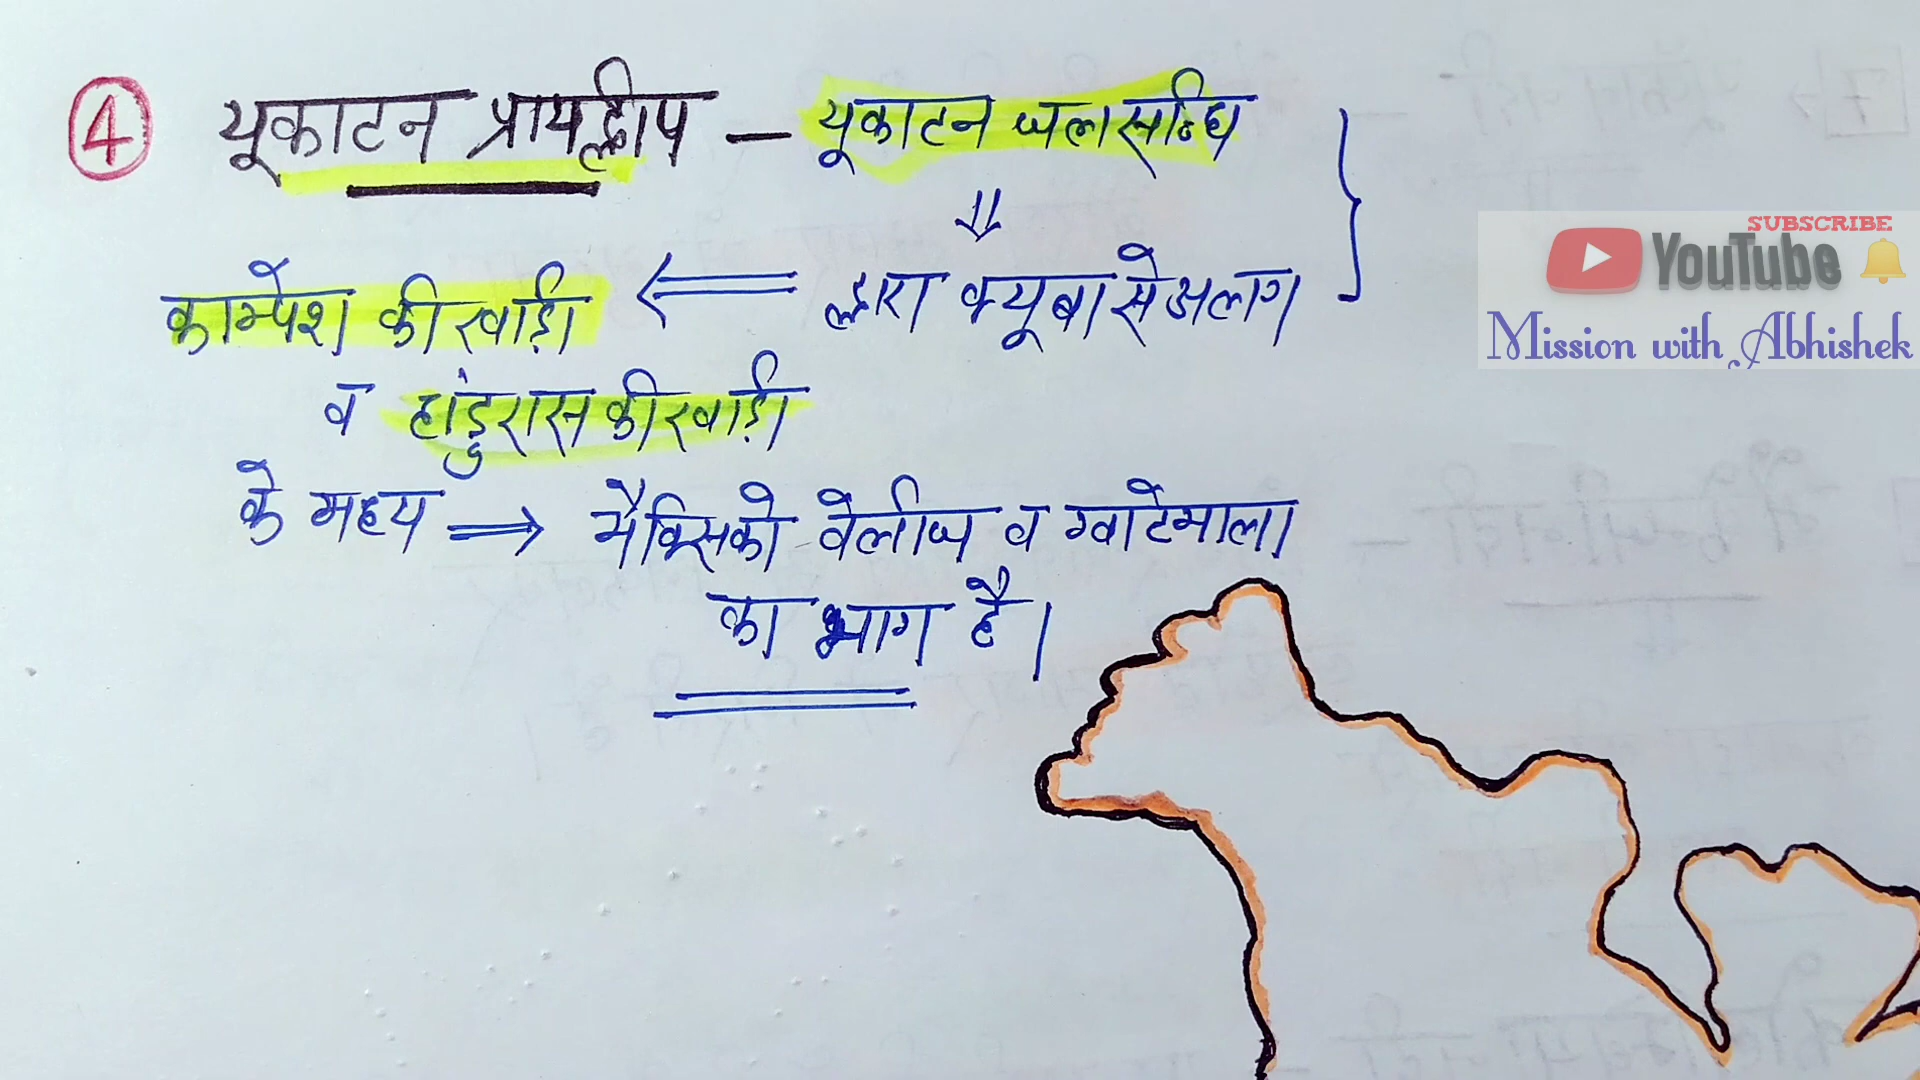 ④ यूकाटन प्रायद्वीप – यूकाटन जलसन्धि
⇓
काम्पेश की खाड़ी ⇐ द्वारा क्यूबा से अलग
व हांडुरास की खाड़ी
के मध्य ⇒ मैक्सिको वेलीज व ग्वाटेमाला
का भाग है।
SUBSCRIBE
YouTube
Mission with Abhishek